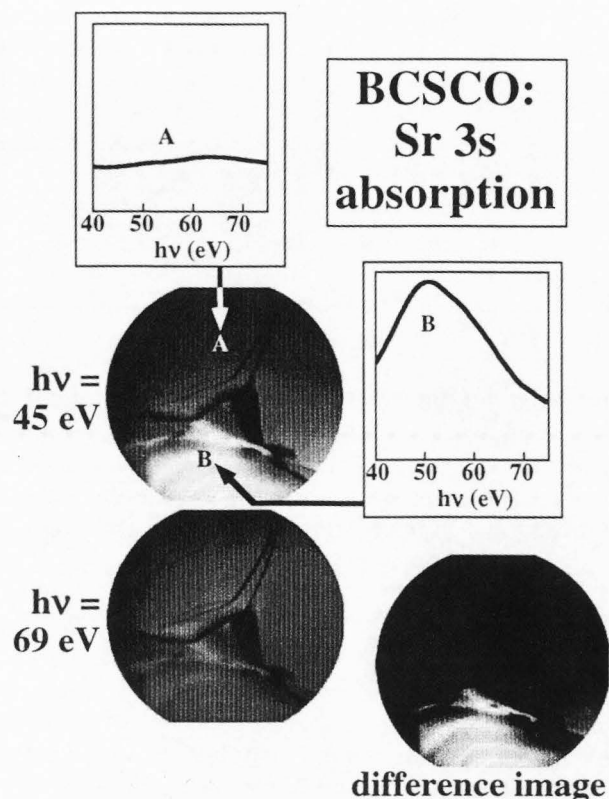 A
40 50 60 70
hν (eV)
BCSCO:
Sr 3s
absorption
A
B
40 50 60 70
hν (eV)
hν =
45 eV
B
hν =
69 eV
difference image